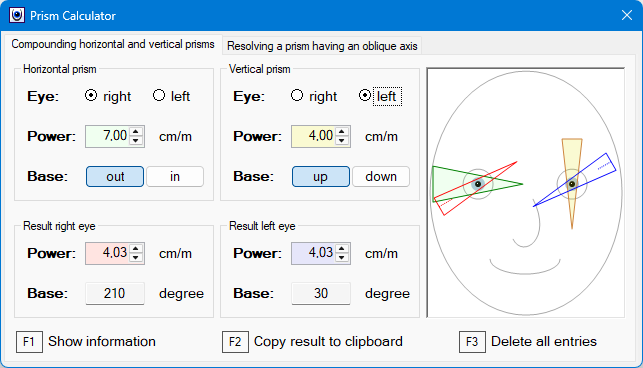 Prism Calculator
Compounding horizontal and vertical prisms
Resolving a prism having an oblique axis
Horizontal prism
Eye: right left
Power: 7,00 cm/m
Base: out in
Vertical prism
Eye: right left
Power: 4,00 cm/m
Base: up down
Result right eye
Power: 4,03 cm/m
Base: 210 degree
Result left eye
Power: 4,03 cm/m
Base: 30 degree
F1 Show information
F2 Copy result to clipboard
F3 Delete all entries